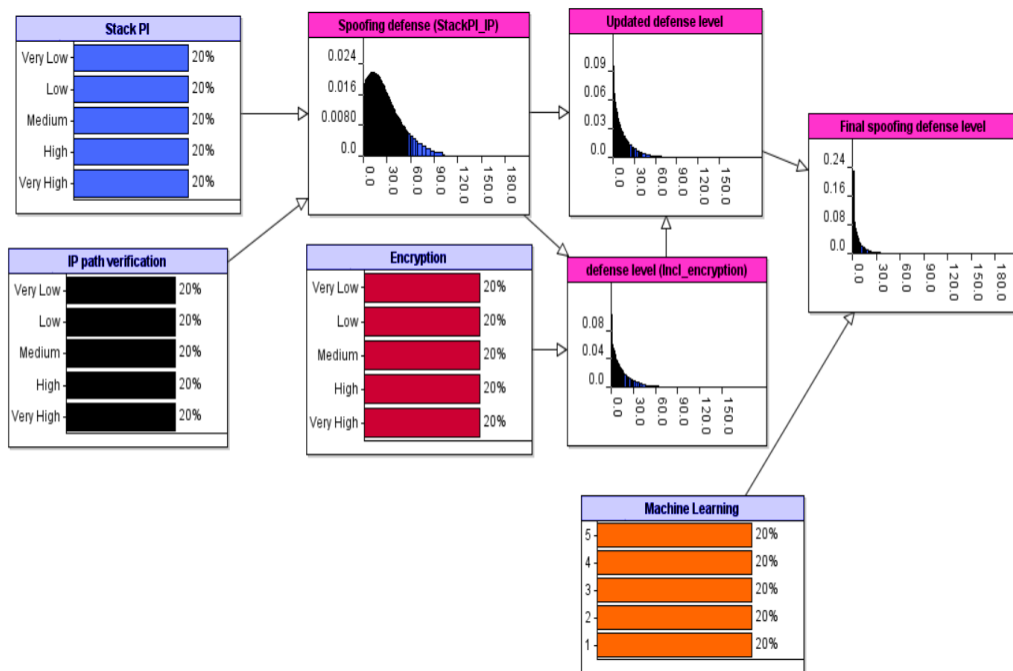 Stack PI
Very Low 20%
Low 20%
Medium 20%
High 20%
Very High 20%
Spoofing defense (StackPI_IP)
0.024
0.016
0.0080
0.0
0.0 30.0 60.0 90.0 120.0 150.0 180.0
Updated defense level
0.09
0.06
0.03
0.0
0.0 30.0 60.0 90.0 120.0 150.0
Final spoofing defense level
0.24
0.16
0.08
0.0
0.0 30.0 60.0 90.0 120.0 150.0 180.0
IP path verification
Very Low 20%
Low 20%
Medium 20%
High 20%
Very High 20%
Encryption
Very Low 20%
Low 20%
Medium 20%
High 20%
Very High 20%
defense level (Incl_encryption)
0.08
0.04
0.0
0.0 30.0 60.0 90.0 120.0 150.0
Machine Learning
5 20%
4 20%
3 20%
2 20%
1 20%